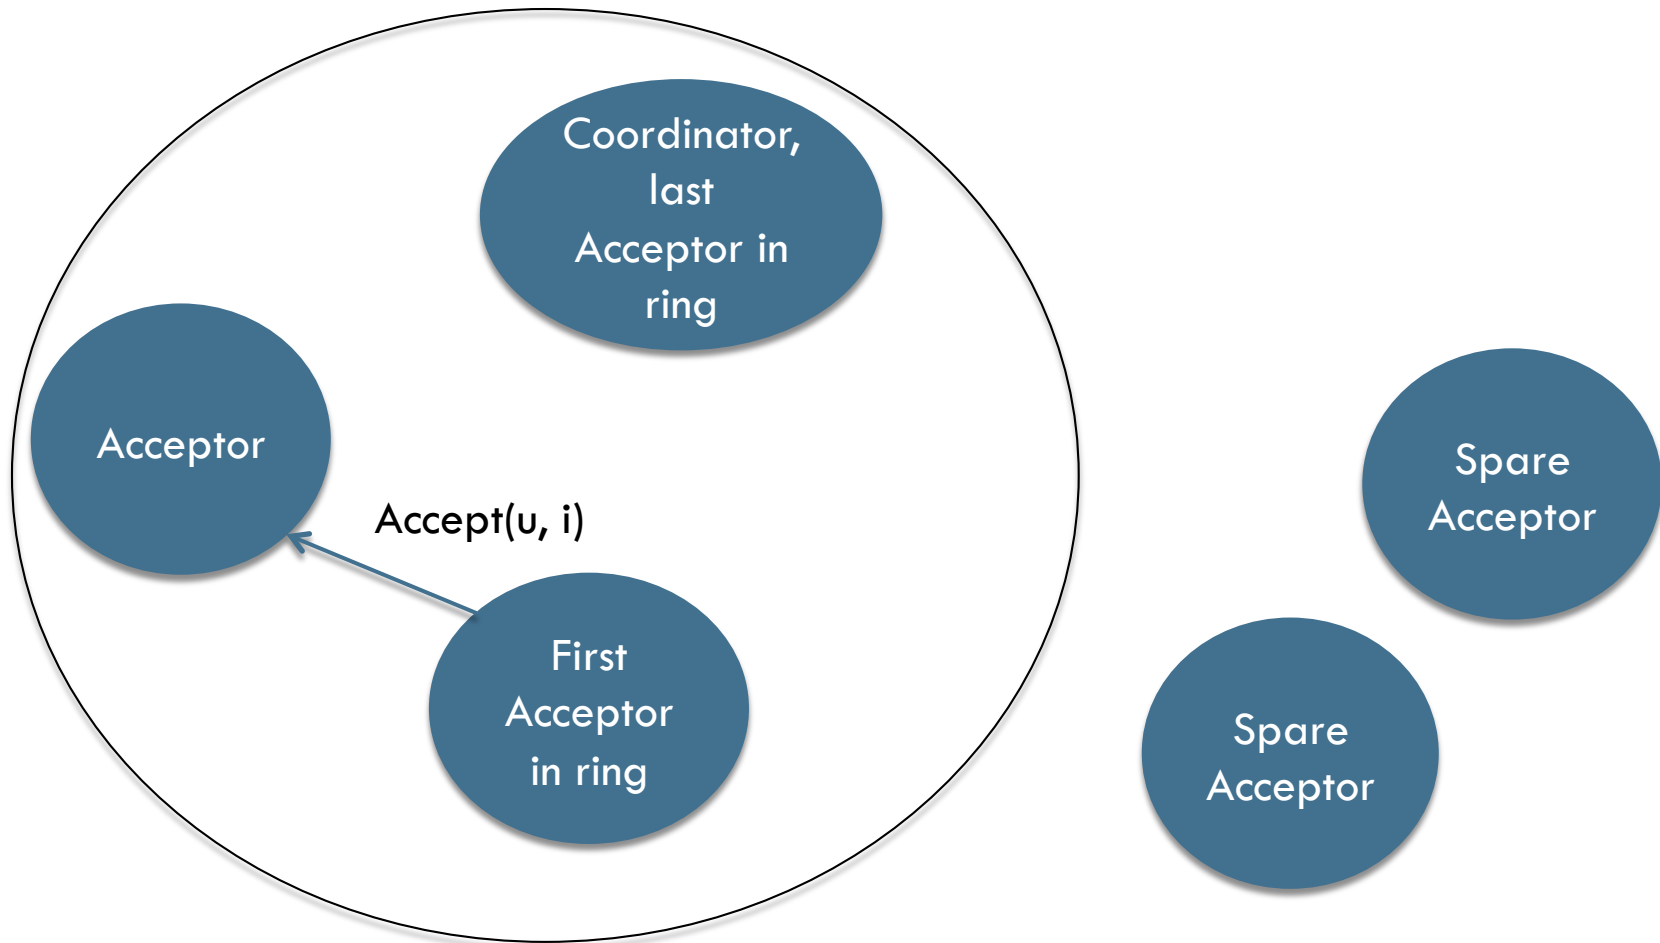 Coordinator,
last
Acceptor in
ring
Acceptor
Accept(u, i)
First
Acceptor
in ring
Spare
Acceptor
Spare
Acceptor